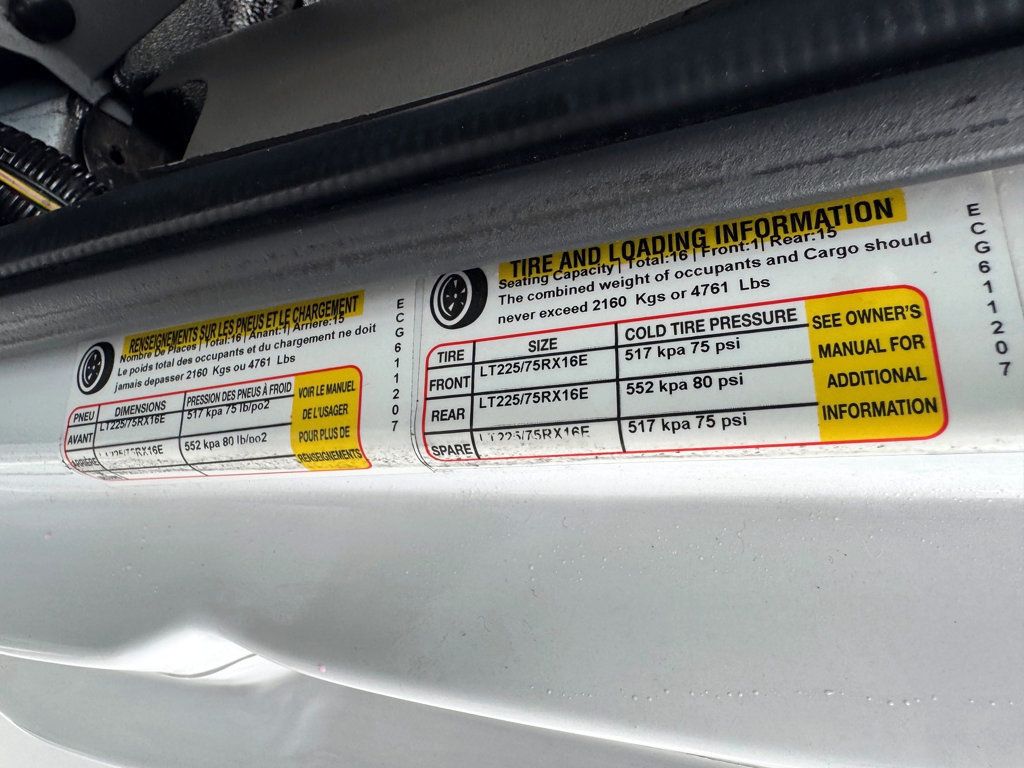 RENSEIGNEMENTS SUR LES PNEUS ET LE CHARGEMENT
Nombre De Places | Total:16 | Anant:1| Arriere:15
Le poids total des occupants et du chargement ne doit
jamais depasser 2160 Kgs ou 4761 Lbs
PNEU DIMENSIONS PRESSION DES PNEUS À FROID
AVANT LT225/75RX16E 517 kpa 75 lb/po2
ARRIÈRE LT225/75RX16E 552 kpa 80 lb/po2
VOIR LE MANUEL
DE L'USAGER
POUR PLUS DE
RENSEIGNEMENTS
ECG611207
TIRE AND LOADING INFORMATION
Seating Capacity | Total:16 | Front:1| Rear:15
The combined weight of occupants and Cargo should
never exceed 2160 Kgs or 4761 Lbs
TIRE SIZE COLD TIRE PRESSURE
FRONT LT225/75RX16E 517 kpa 75 psi
REAR LT225/75RX16E 552 kpa 80 psi
SPARE LT225/75RX16E 517 kpa 75 psi
SEE OWNER'S
MANUAL FOR
ADDITIONAL
INFORMATION
ECG611207